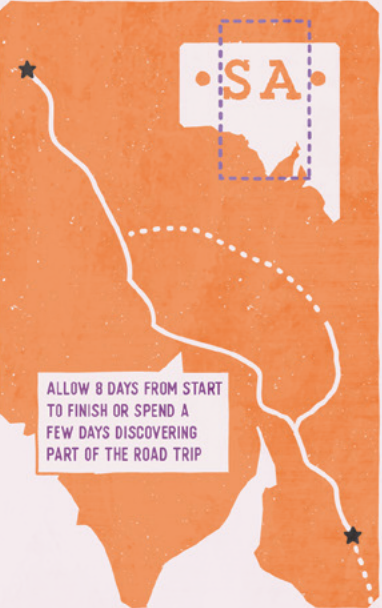 SA
ALLOW 8 DAYS FROM START
TO FINISH OR SPEND A
FEW DAYS DISCOVERING
PART OF THE ROAD TRIP